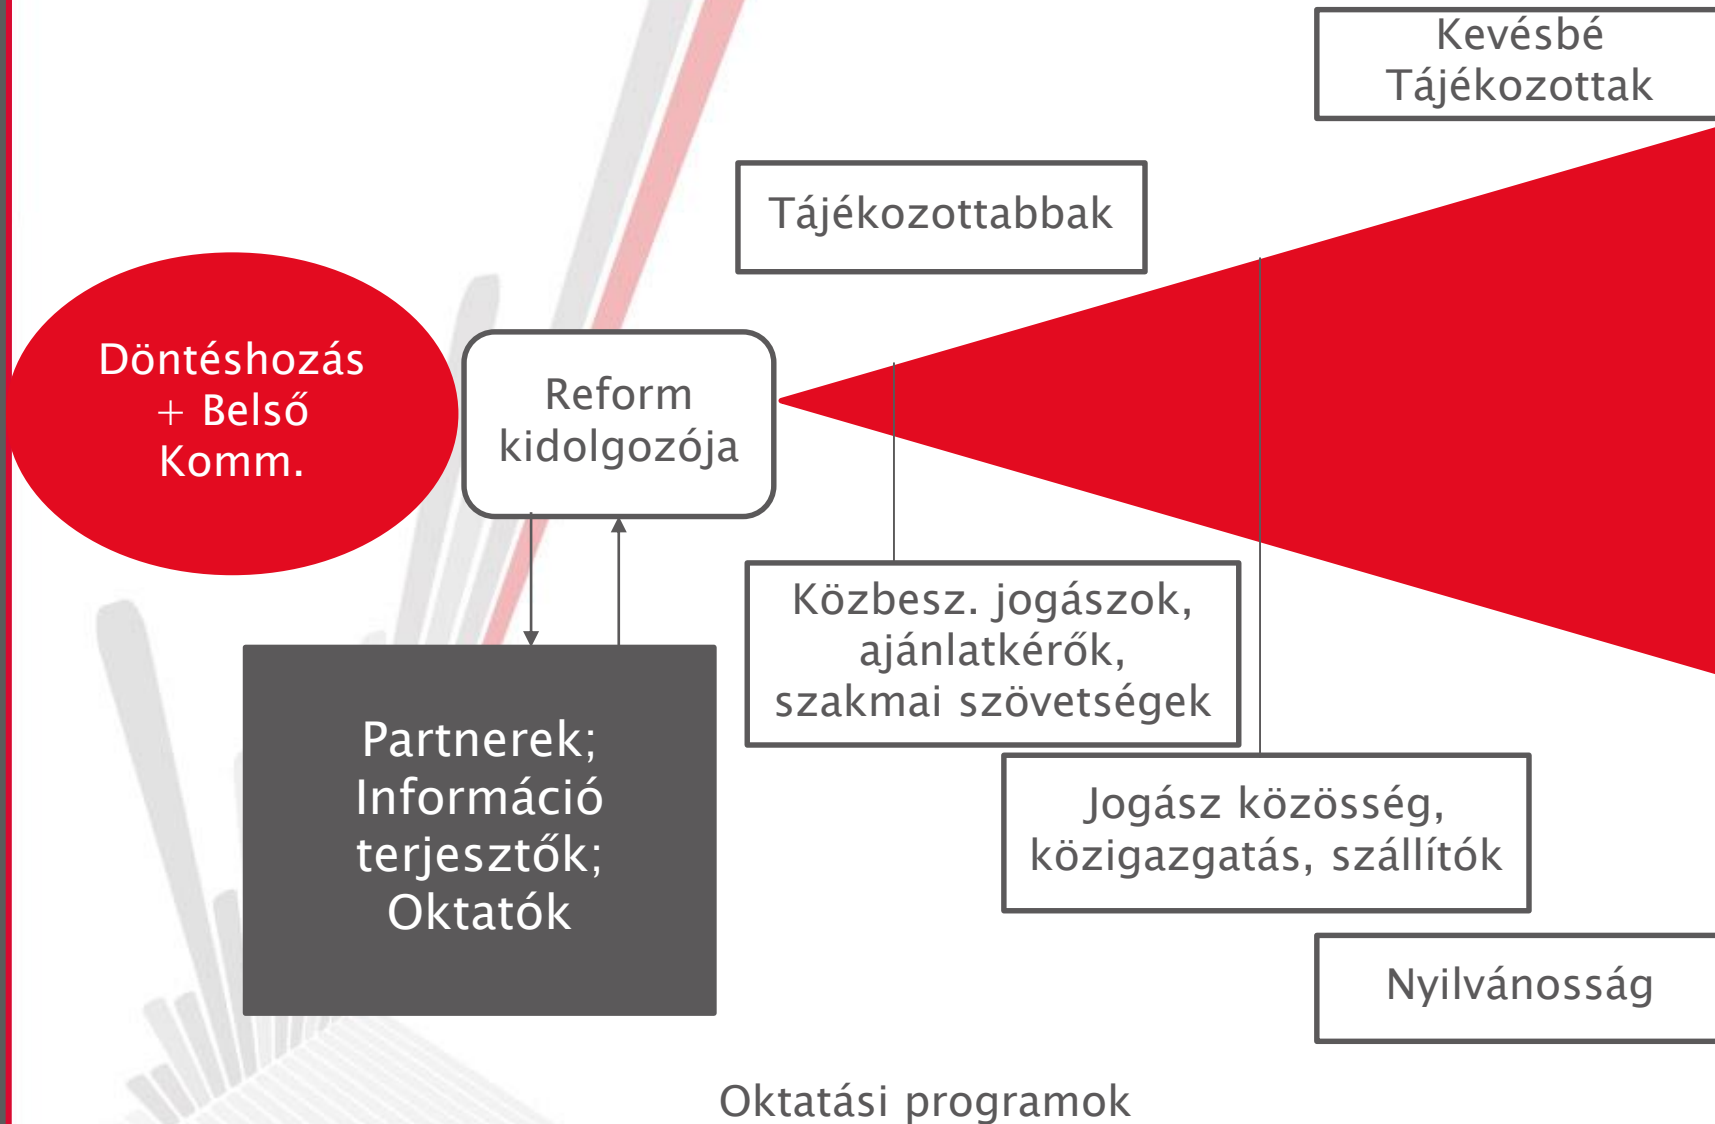 Kevésbé
Tájékozottak
Tájékozottabbak
Döntéshozás
+ Belső
Komm.
Reform
kidolgozója
Közbesz. jogászok,
ajánlatkérők,
szakmai szövetségek
Partnerek;
Információ
terjesztők;
Oktatók
Jogász közösség,
közigazgatás, szállítók
Nyilvánosság
Oktatási programok